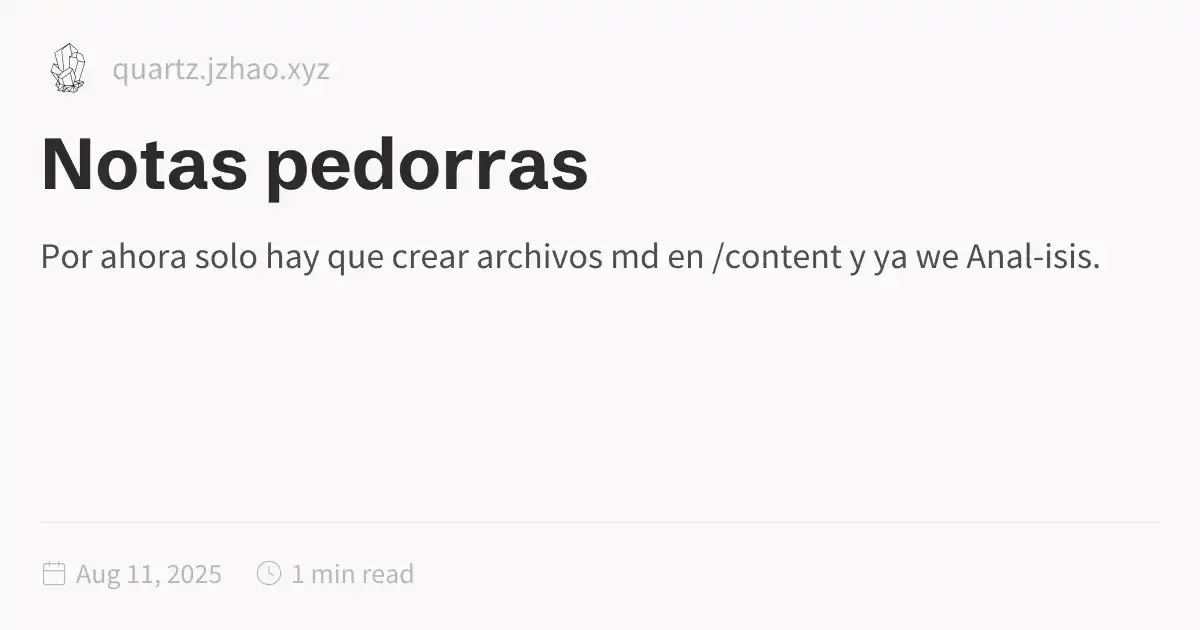 quartz.jzhao.xyz
Notas pedorras
Por ahora solo hay que crear archivos md en /content y ya we Anal-isis.
Aug 11, 2025 1 min read